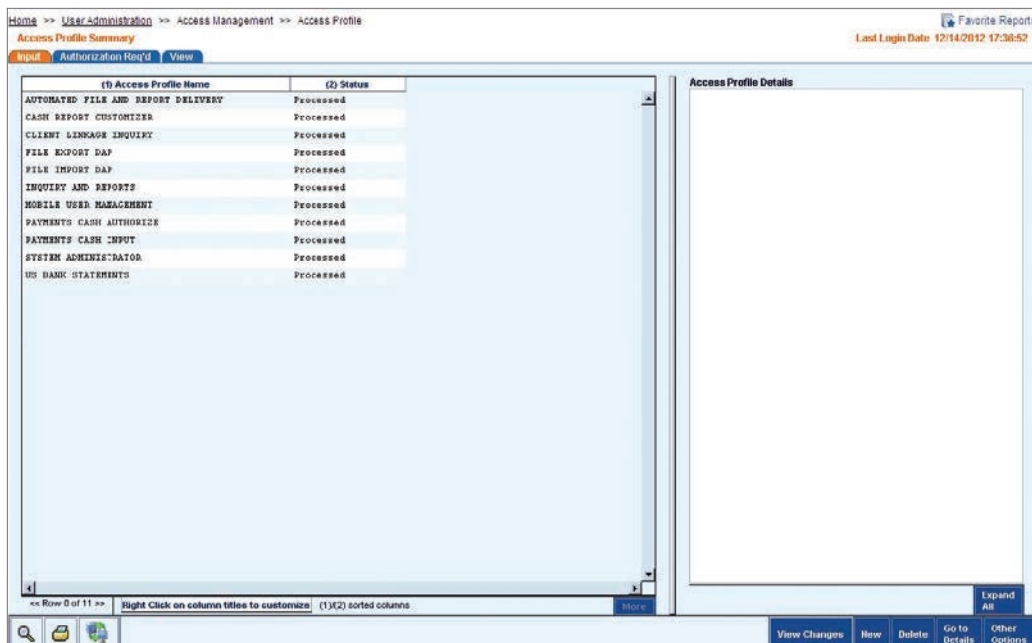 Home >> User Administration >> Access Management >> Access Profile
Favorite Report
Access Profile Summary
Last Login Date 12/14/2012 17:36:52
Input Authorization Req'd View
(1) Access Profile Name (2) Status
Access Profile Details
AUTOMATED FILE AND REPORT DELIVERY Processed
CASH REPORT CUSTOMIZER Processed
CLIENT LINKAGE INQUIRY Processed
FILE EXPORT DAP Processed
FILE IMPORT DAP Processed
INQUIRY AND REPORTS Processed
MOBILE USER MANAGEMENT Processed
PAYMENTS CASH AUTHORIZE Processed
PAYMENTS CASH INPUT Processed
SYSTEM ADMINISTRATOR Processed
US BANK STATEMENTS Processed
<< Row 0 of 11 >> Right Click on column titles to customize (1)/(2) sorted columns More
Expand All
View Changes New Delete Go to Details Other Options